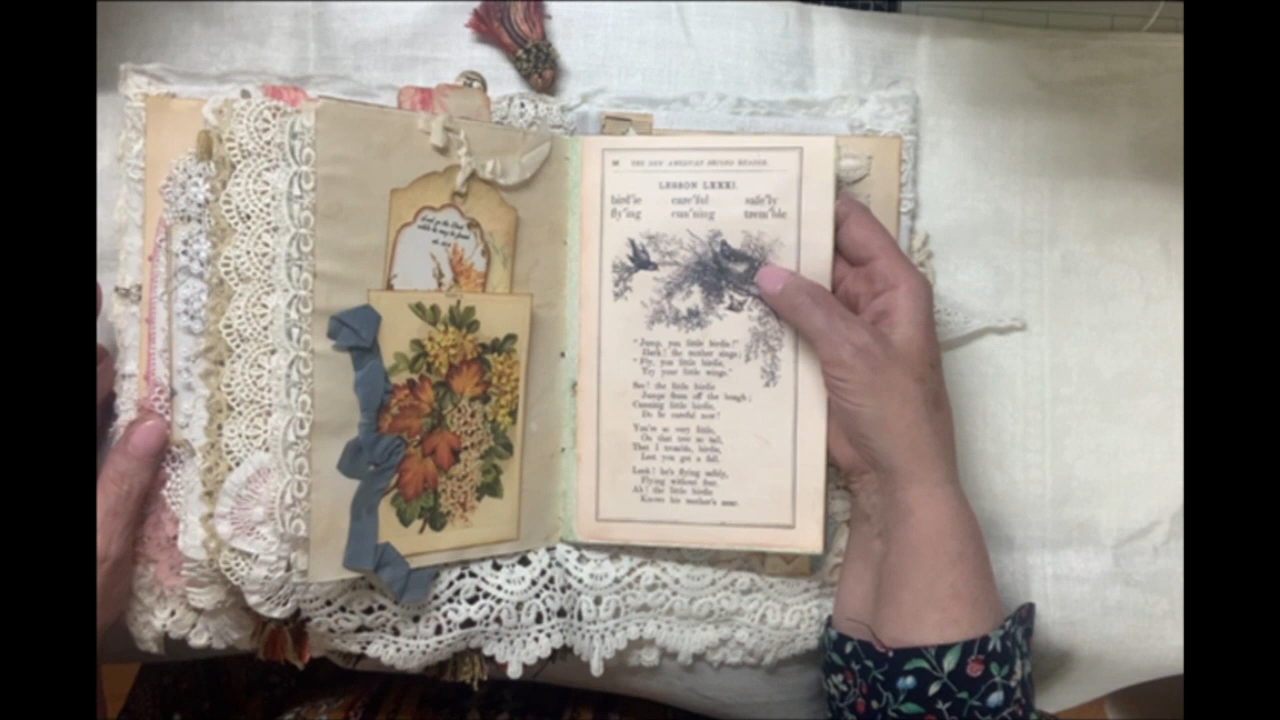 THE NEW AMERICAN SECOND READER.
LESSON LXXXI.
bird'ie care'ful safe'ly
fly'ing cun'ning trem'ble
"Jump, you little birdie!"
Hark! the mother sings;
"Fly, you little birdie,
Try your little wings."
See! the little birdie
Jumps from off the bough;
Cunning little birdie,
Do be careful now!
You're so very little,
On that tree so tall,
That I tremble, birdie,
Lest you get a fall.
Look! he's flying safely,
Flying without fear.
Ah! the little birdie
Knows his mother's near.